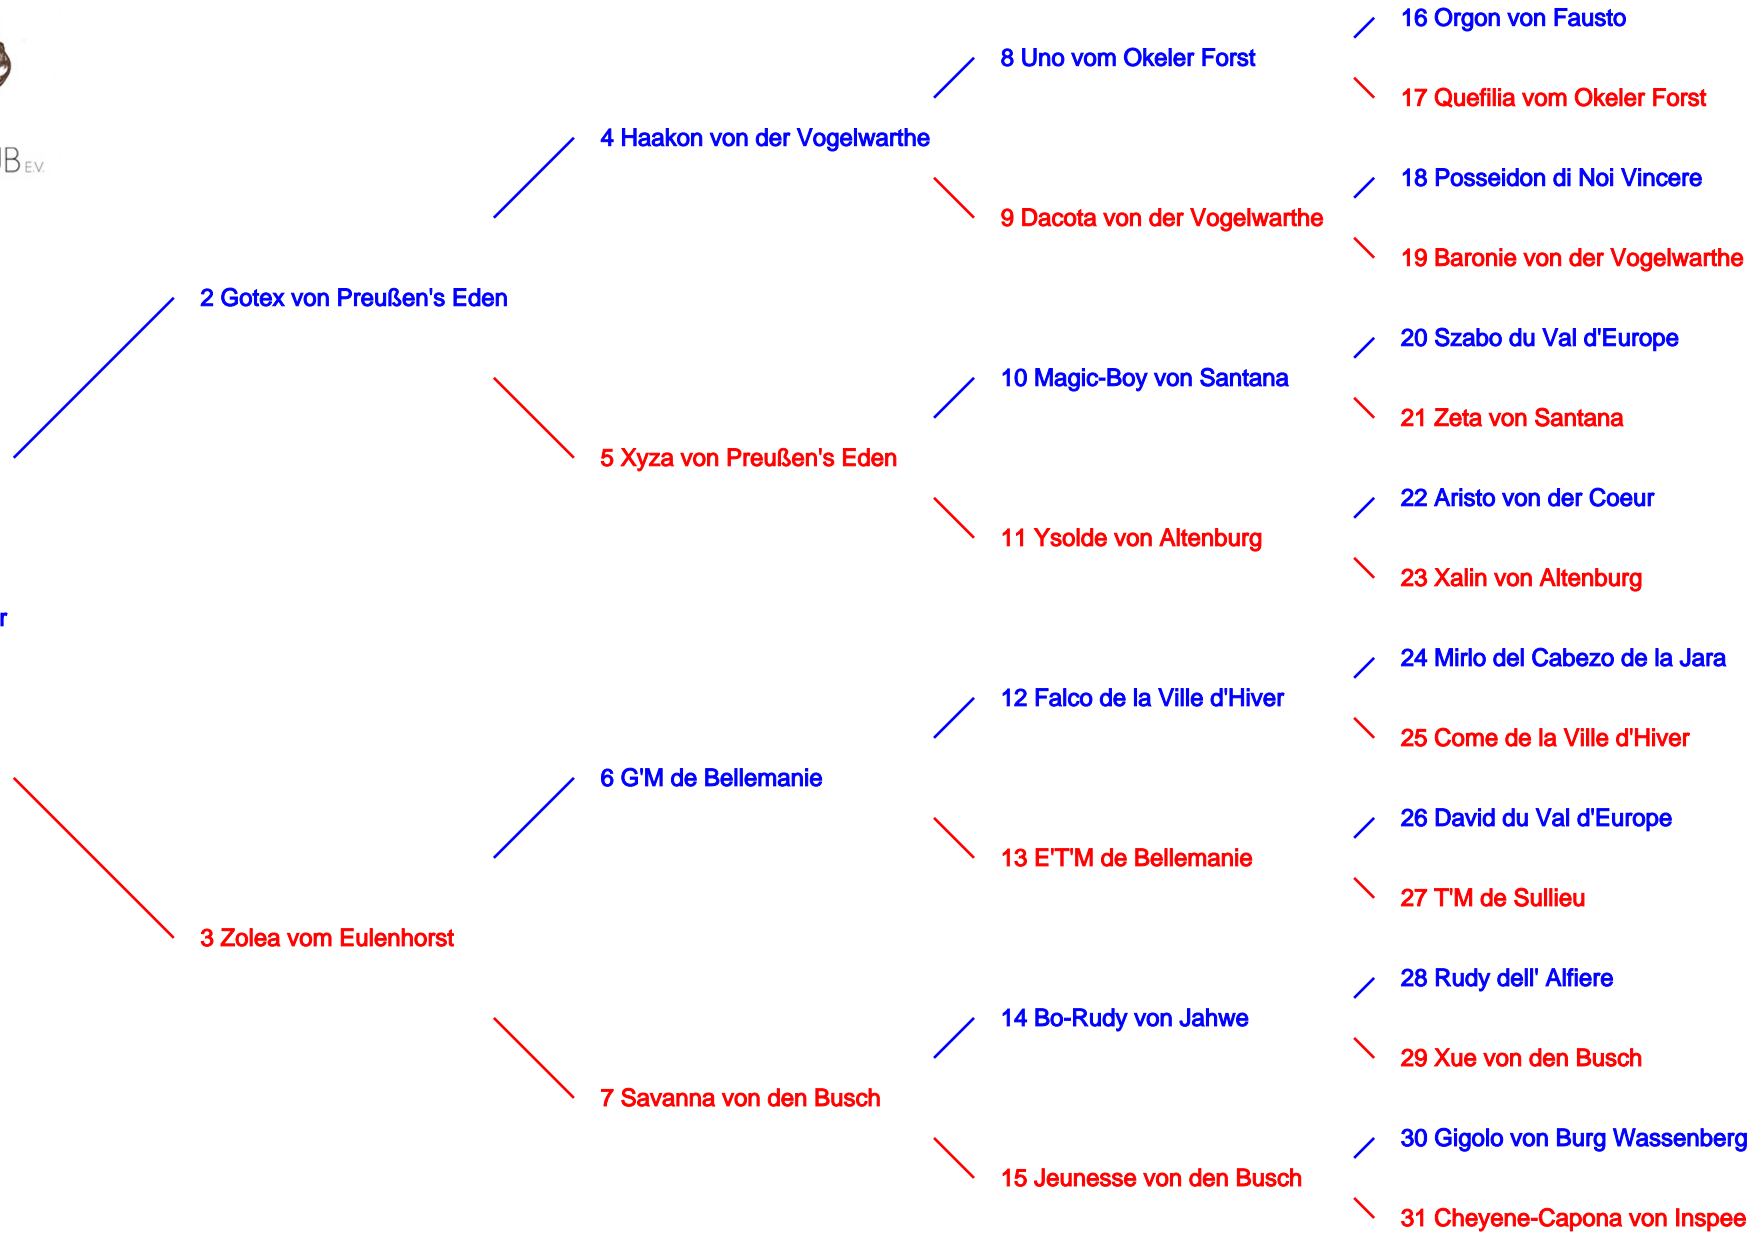 16 Orgon von Fausto
8 Uno vom Okeler Forst
17 Quefilia vom Okeler Forst
4 Haakon von der Vogelwarthe
E.V.
18 Posseidon di Noi Vincere
9 Dacota von der Vogelwarthe
19 Baronie von der Vogelwarthe
2 Gotex von Preußen's Eden
20 Szabo du Val d'Europe
10 Magic-Boy von Santana
21 Zeta von Santana
5 Xyza von Preußen's Eden
22 Aristo von der Coeur
11 Ysolde von Altenburg
23 Xalin von Altenburg
r
24 Mirlo del Cabezo de la Jara
12 Falco de la Ville d'Hiver
25 Come de la Ville d'Hiver
6 G'M de Bellemanie
26 David du Val d'Europe
13 E'T'M de Bellemanie
27 T'M de Sullieu
3 Zolea vom Eulenhorst
28 Rudy dell' Alfiere
14 Bo-Rudy von Jahwe
29 Xue von den Busch
7 Savanna von den Busch
30 Gigolo von Burg Wassenberg
15 Jeunesse von den Busch
31 Cheyene-Capona von Inspee